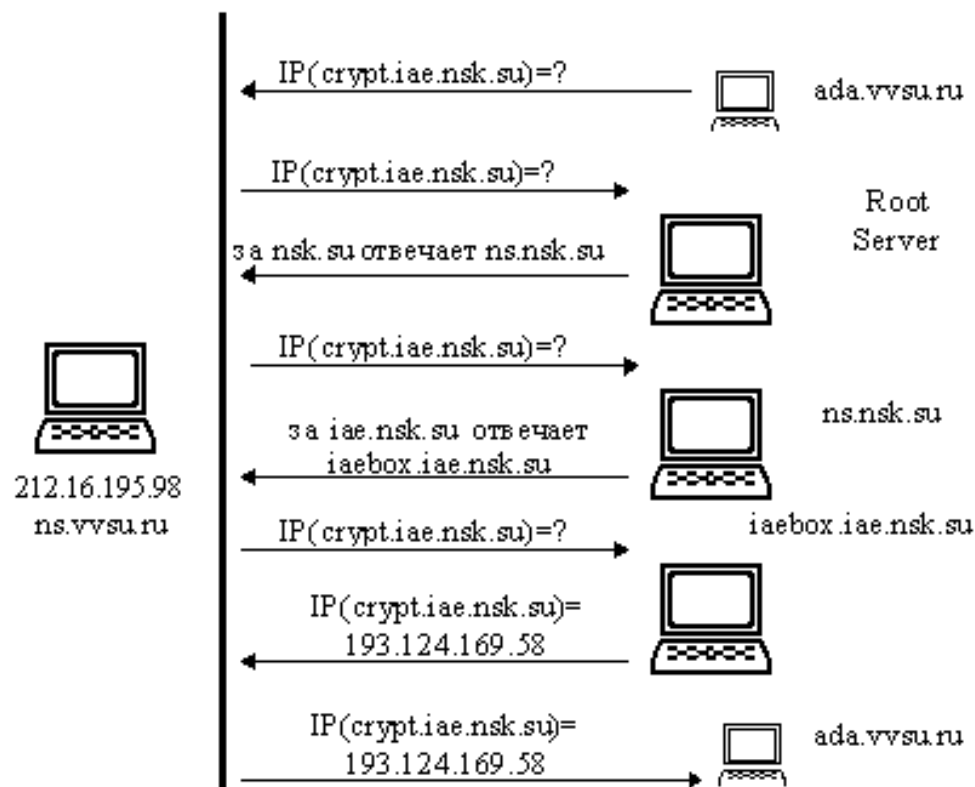 IP(crypt.iae.nsk.su)=?
ada.vvsu.ru
IP(crypt.iae.nsk.su)=?
Root
Server
за nsk.su отвечает ns.nsk.su
IP(crypt.iae.nsk.su)=?
ns.nsk.su
за iae.nsk.su отвечает
iaebox.iae.nsk.su
212.16.195.98
ns.vvsu.ru
IP(crypt.iae.nsk.su)=?
iaebox.iae.nsk.su
IP(crypt.iae.nsk.su)=
193.124.169.58
IP(crypt.iae.nsk.su)=
193.124.169.58
ada.vvsu.ru